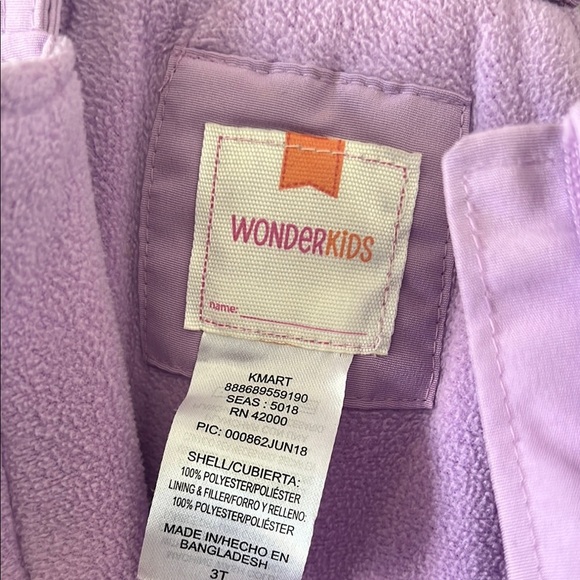 WONDERKIDS
name:
KMART
888689559190
SEAS : 5018
RN 42000
PIC: 000862JUN18
SHELL/CUBIERTA:
100% POLYESTER/POLIÉSTER
LINING & FILLER/FORRO Y RELLENO:
100% POLYESTER/POLIÉSTER
MADE IN/HECHO EN
BANGLADESH
3T